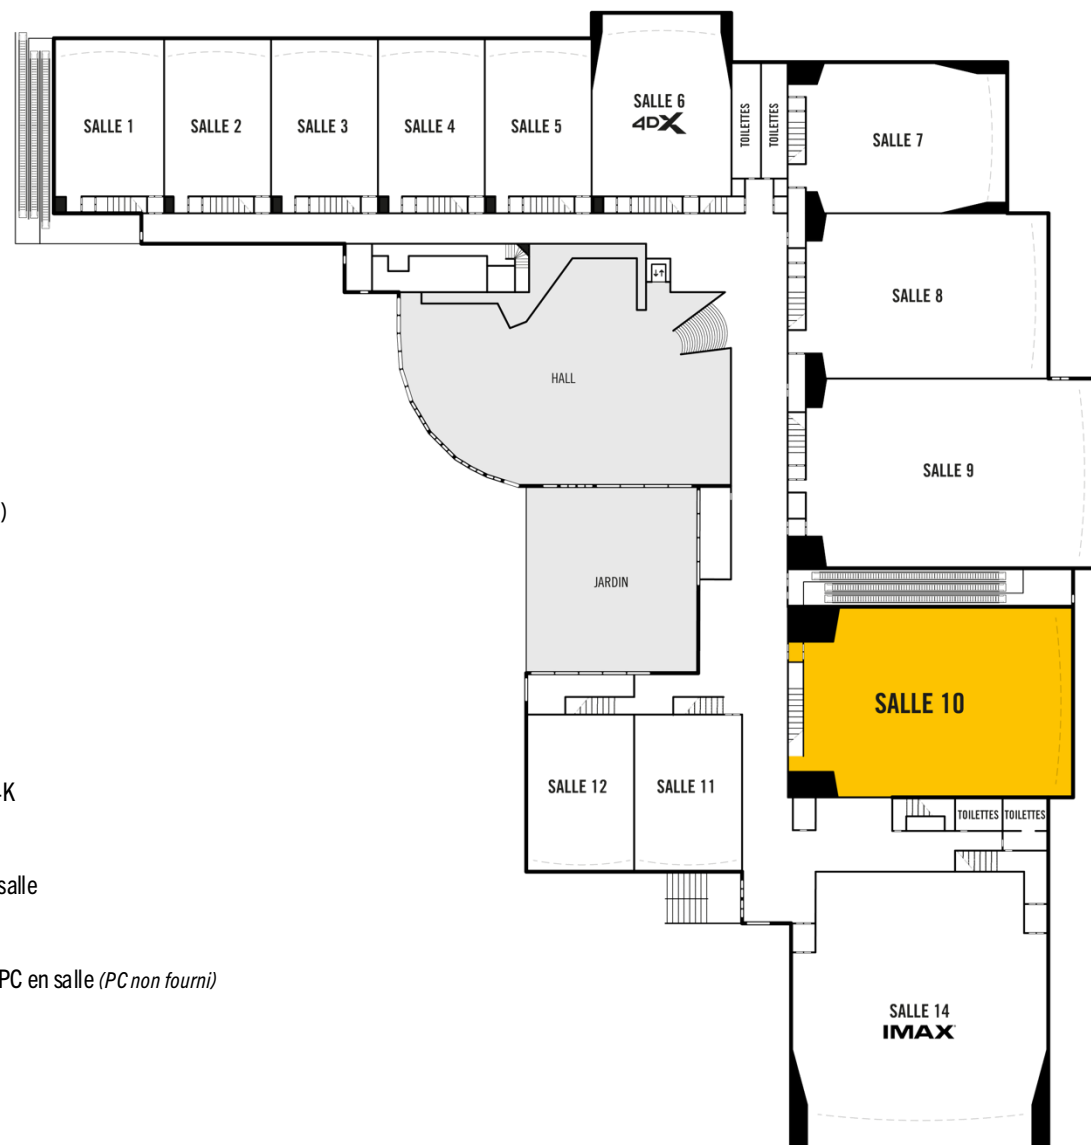 SALLE 1
SALLE 2
SALLE 3
SALLE 4
SALLE 5
SALLE 6
4DX
TOILETTES
TOILETTES
SALLE 7
SALLE 8
HALL
SALLE 9
)
JARDIN
SALLE 10
SALLE 12
SALLE 11
K
TOILETTES
TOILETTES
salle
PC en salle (PC non fourni)
SALLE 14
IMAX